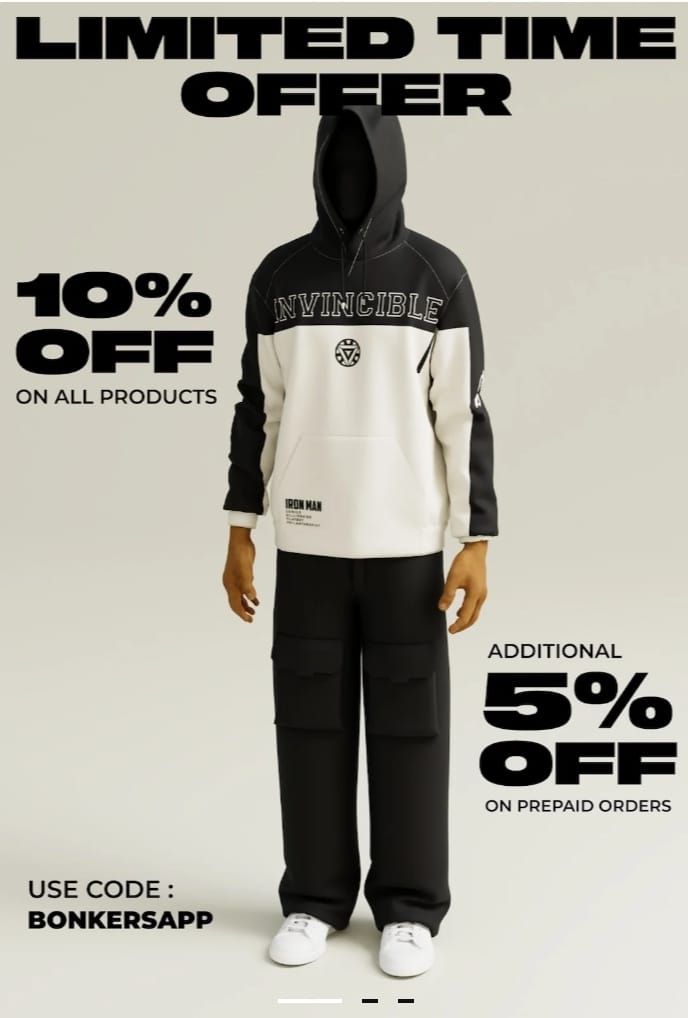 LIMITED TIME
OFFER
10%
OFF
ON ALL PRODUCTS
INVINCIBLE
IRON MAN
ADDITIONAL
5%
OFF
ON PREPAID ORDERS
USE CODE :
BONKERSAPP